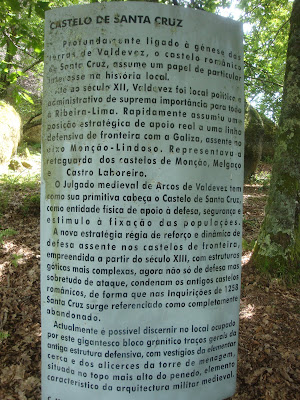 CASTELO DE SANTA CRUZ
Profundamente ligado à génese das
terras de Valdevez, o castelo românico
de Santa Cruz, assume um papel de particular
interesse na história local.
até ao século XII, Valdevez foi local político e
administrativo de suprema importância para todo
a Ribeira-Lima. Rapidamente assumiu uma
posição estratégica de apoio real a uma linha
defensiva de fronteira com a Galiza, assente no
eixo Monção-Lindoso. Representava a
retaguarda dos castelos de Monção, Melgaço
e Castro Laboreiro.
O Julgado medieval de Arcos de Valdevez tem
como sua primitiva cabeça o Castelo de Santa Cruz,
como entidade física de apoio à defesa, segurança e
estímulo à fixação das populações.
A nova estratégia régia de reforço e dinâmica de
defesa assente nos castelos de fronteira,
empreendida a partir do século XIII, com estruturas
góticas mais complexas, agora não só de defesa mas
sobretudo de ataque, condenam os antigos castelos
românicos, de forma que nas Inquirições de 1258
Santa Cruz surge referenciado como completamente
abandonado.
Actualmente é possível discernir no local ocupado
por este gigantesco bloco granítico traços gerais da
antiga estrutura defensiva, com vestígios da elementar
cerca e dos alicerces da torre de menagem,
situada no topo mais alto do penedo, elemento
característico da arquitectura militar medieval.